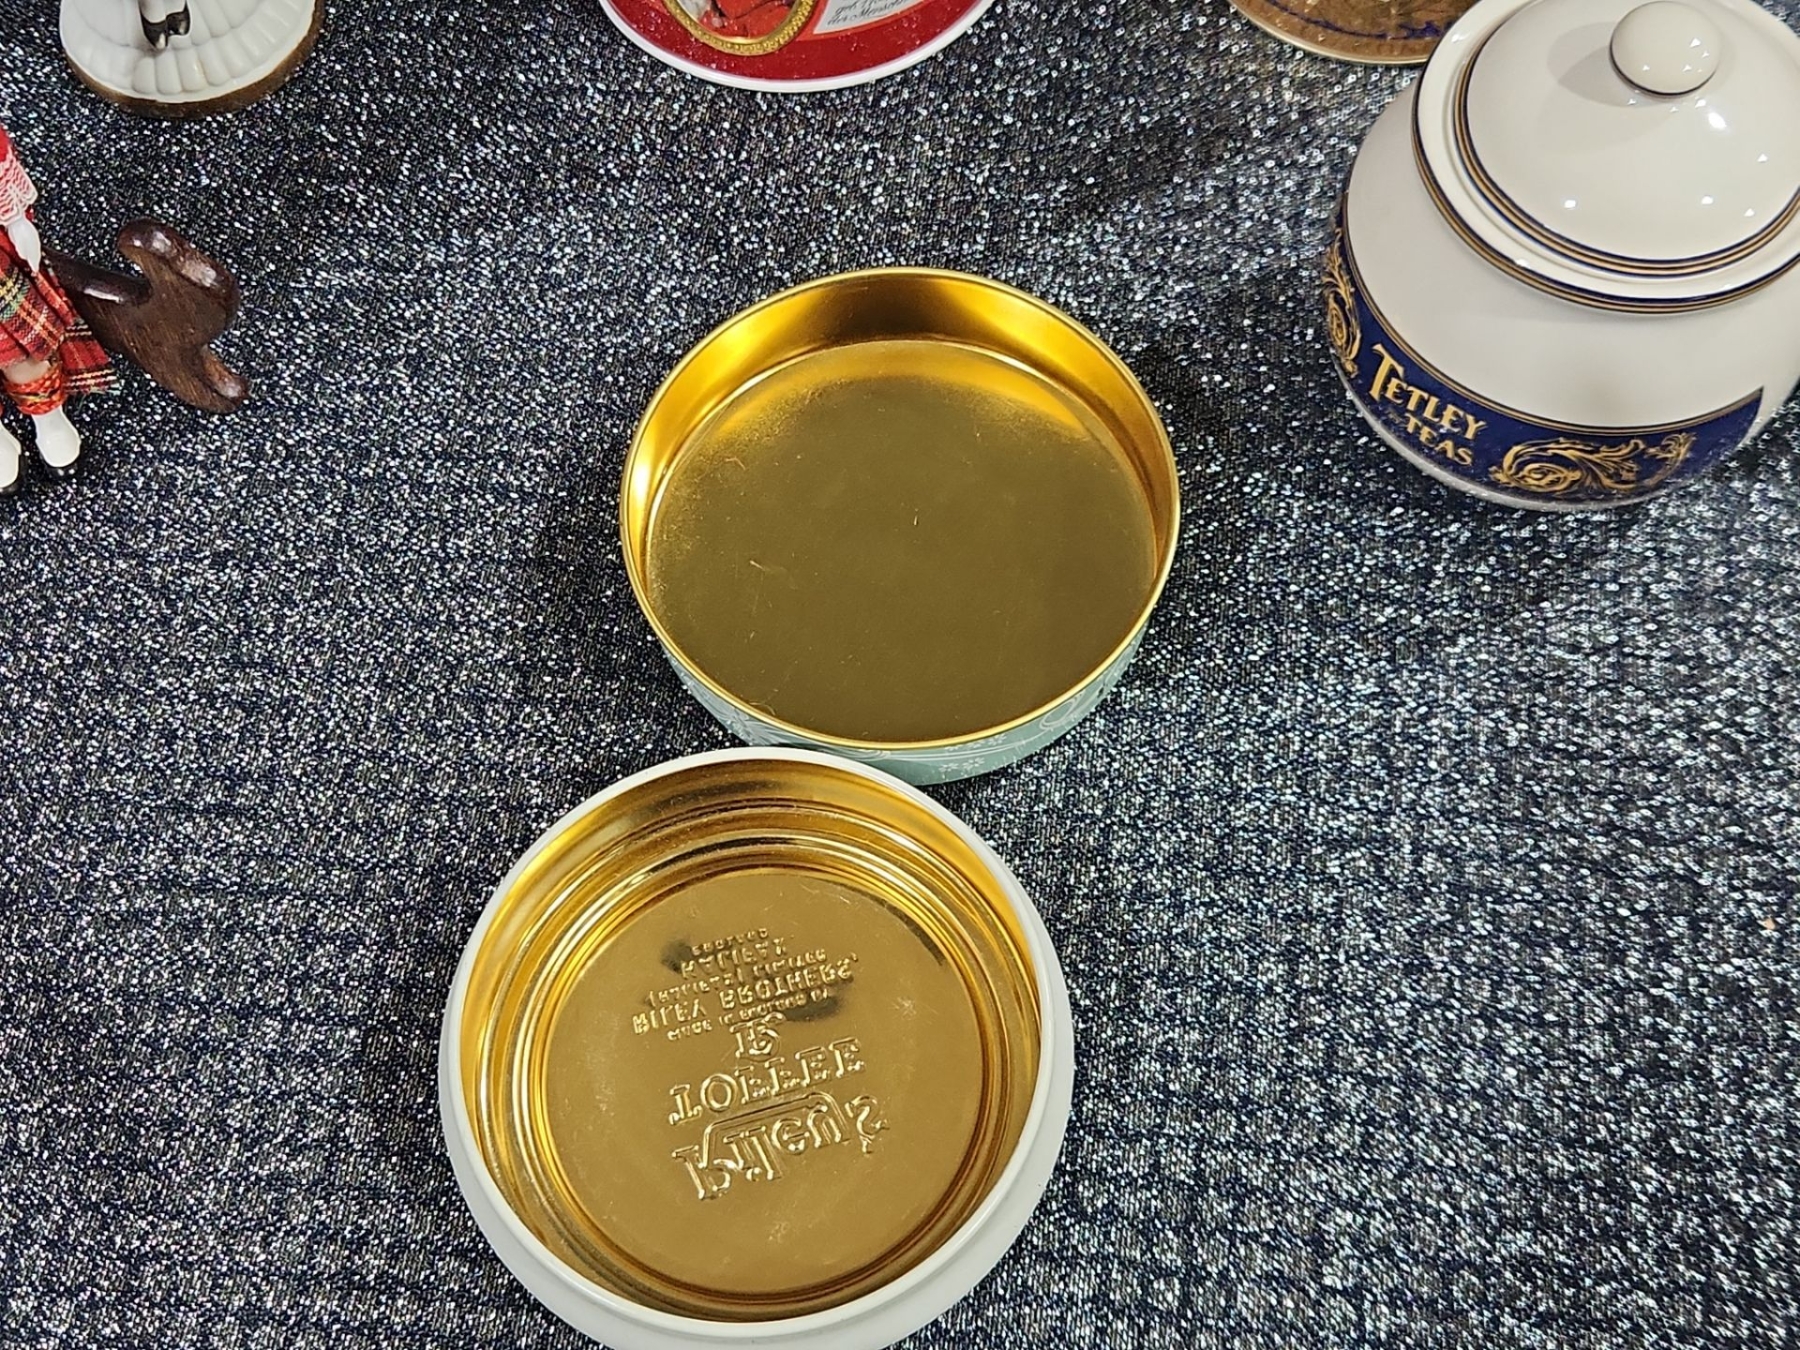 TETLEY
TEAS
Riley's
TOFFEE
MADE IN ENGLAND BY
RILEY BROTHERS
(HALIFAX) LIMITED
HALIFAX
ENGLAND